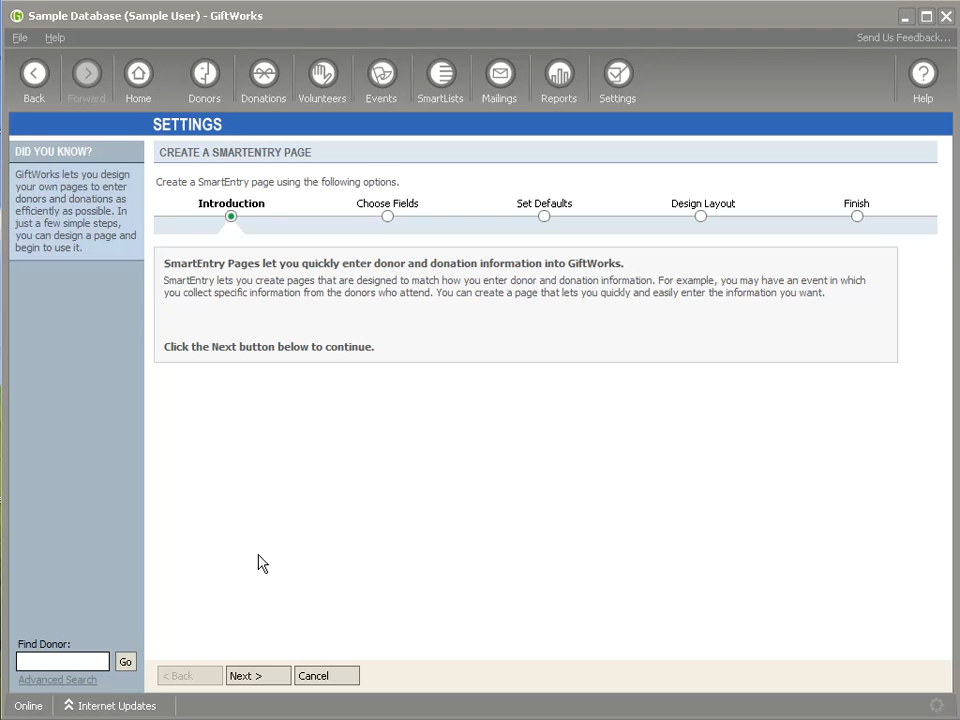 Sample Database (Sample User) - GiftWorks
File Help Send Us Feedback...
Back Forward Home Donors Donations Volunteers Events SmartLists Mailings Reports Settings Help
SETTINGS
DID YOU KNOW?
GiftWorks lets you design
your own pages to enter
donors and donations as
efficiently as possible. In
just a few simple steps,
you can design a page and
begin to use it.
CREATE A SMARTENTRY PAGE
Create a SmartEntry page using the following options.
Introduction Choose Fields Set Defaults Design Layout Finish
SmartEntry Pages let you quickly enter donor and donation information into GiftWorks.
SmartEntry lets you create pages that are designed to match how you enter donor and donation information. For example, you may have an event in which
you collect specific information from the donors who attend. You can create a page that lets you quickly and easily enter the information you want.
Click the Next button below to continue.
Find Donor:
Go
Advanced Search
< Back Next > Cancel
Online Internet Updates